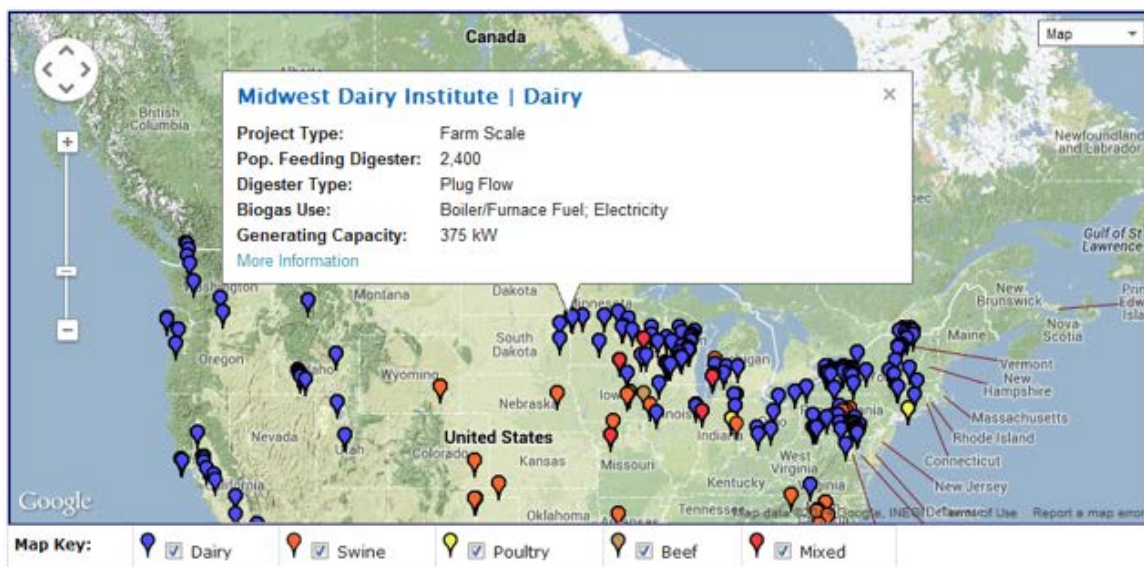 Canada
Map
British
Columbia
Newfoundland
and Labrador
Midwest Dairy Institute | Dairy
Project Type: Farm Scale
Pop. Feeding Digester: 2,400
Digester Type: Plug Flow
Biogas Use: Boiler/Furnace Fuel; Electricity
Generating Capacity: 375 kW
More Information
Gulf of St
Lawrence
Montana
Dakota
Minnesota
New
Brunswick
Nova
Scotia
Maine
Oregon
Wyoming
South
Dakota
Vermont
New
Hampshire
Nebraska
Massachusetts
Rhode Island
Nevada
Utah
Colorado
United States
Kansas
Missouri
Indiana
West
Virginia
Connecticut
New Jersey
Kentucky
Google
Oklahoma
Terms of Use
Report a map error
Map Key: Dairy Swine Poultry Beef Mixed